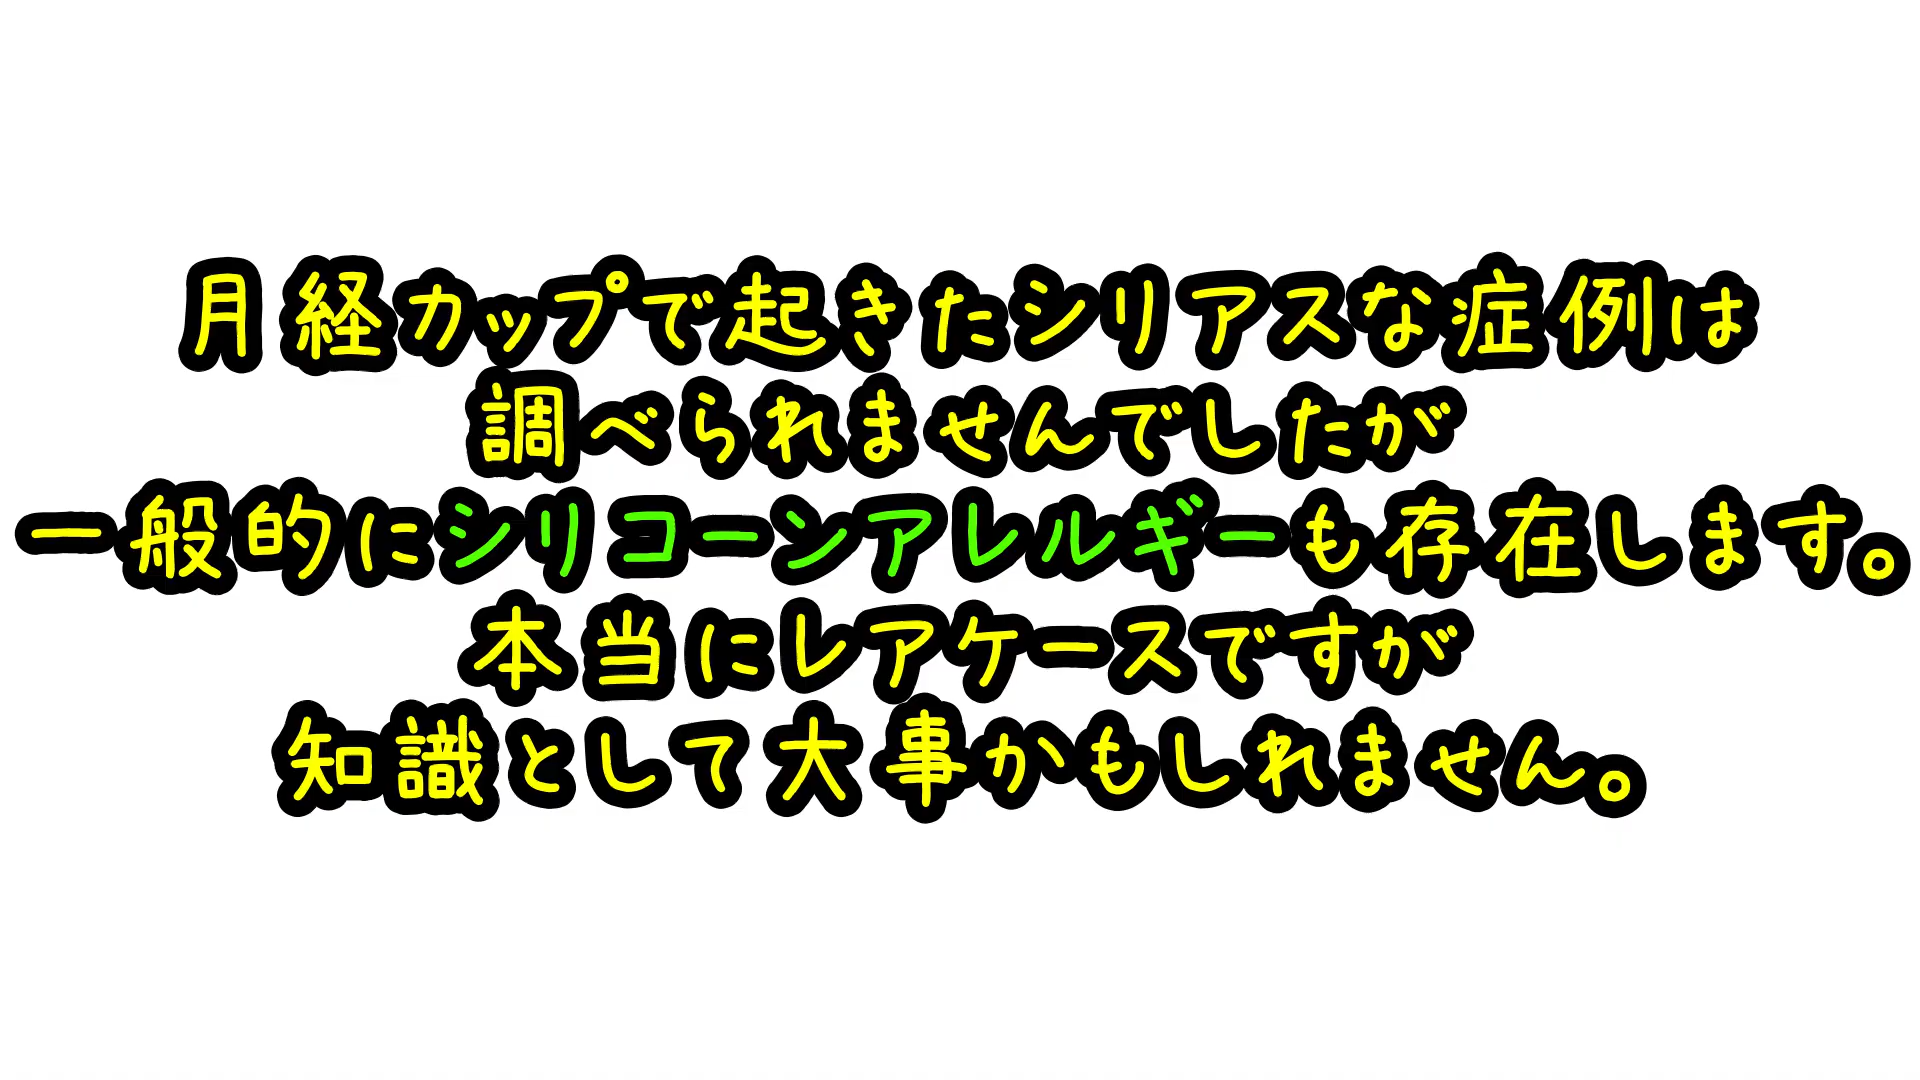 月経カップで起きたシリアスな症例は
調べられませんでしたが
一般的にシリコーンアレルギーも存在します。
本当にレアケースですが
知識として大事かもしれません。